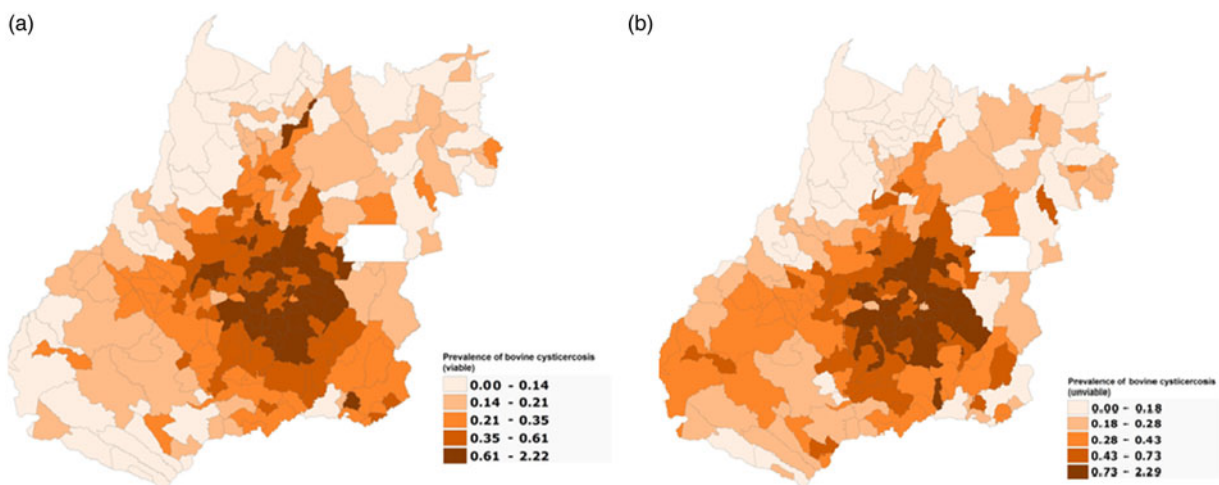 (a)
(b)
Prevalence of bovine cysticercosis
(viable)
0.00 - 0.14
0.14 - 0.21
0.21 - 0.35
0.35 - 0.61
0.61 - 2.22
Prevalence of bovine cysticercosis
(unviable)
0.00 - 0.18
0.18 - 0.28
0.28 - 0.43
0.43 - 0.73
0.73 - 2.29